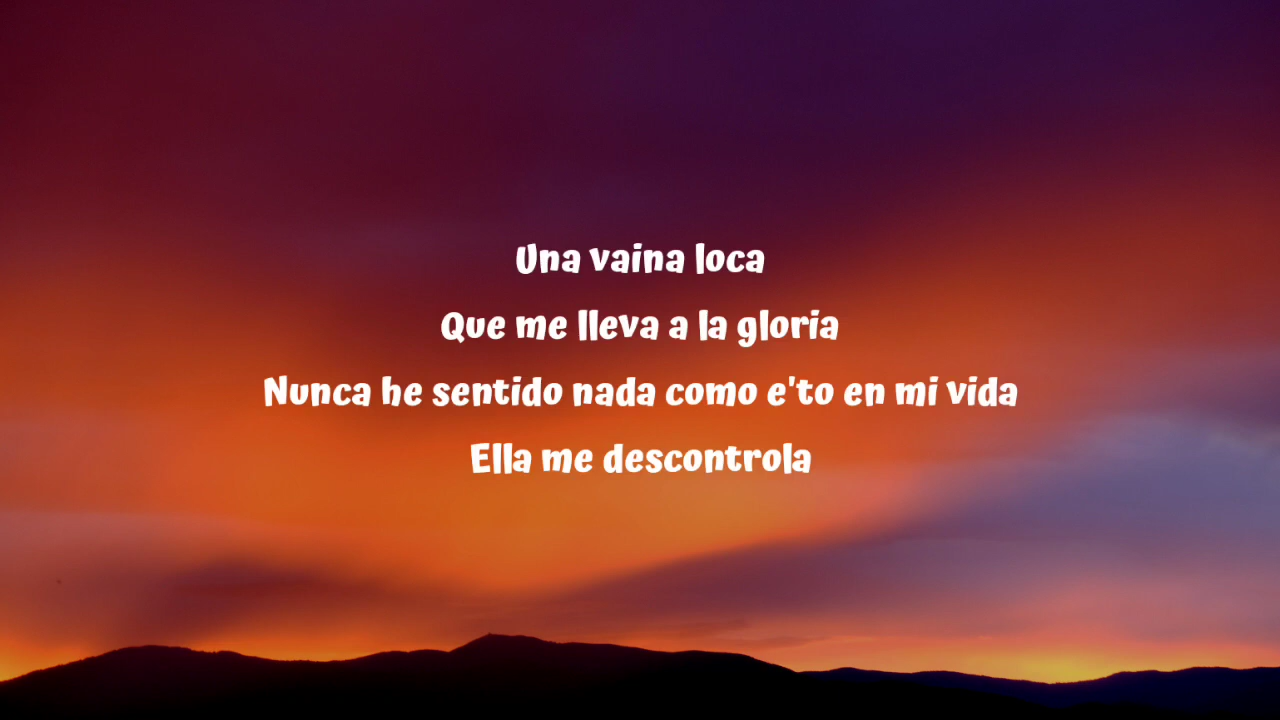 Una vaina loca
Que me lleva a la gloria
Nunca he sentido nada como e'to en mi vida
Ella me descontrola